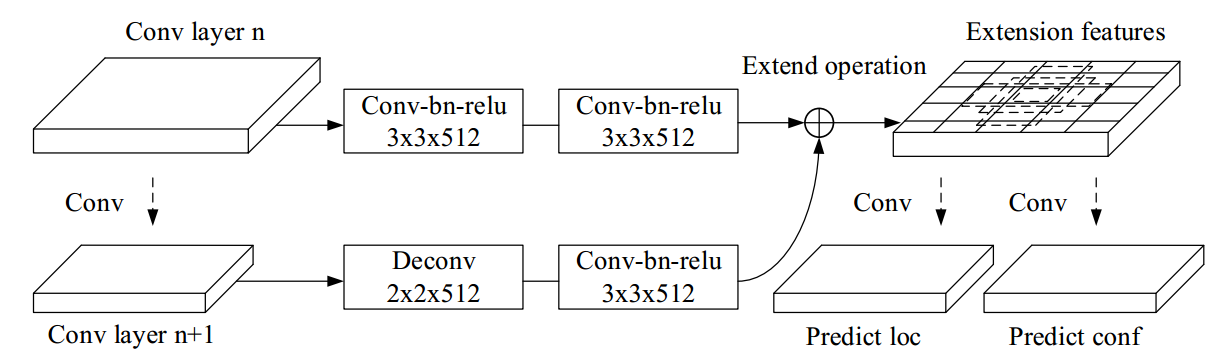 Conv layer n
Extension features
Extend operation
Conv-bn-relu
3x3x512
Conv-bn-relu
3x3x512
Conv
Conv
Conv
Deconv
2x2x512
Conv-bn-relu
3x3x512
Conv layer n+1
Predict loc
Predict conf